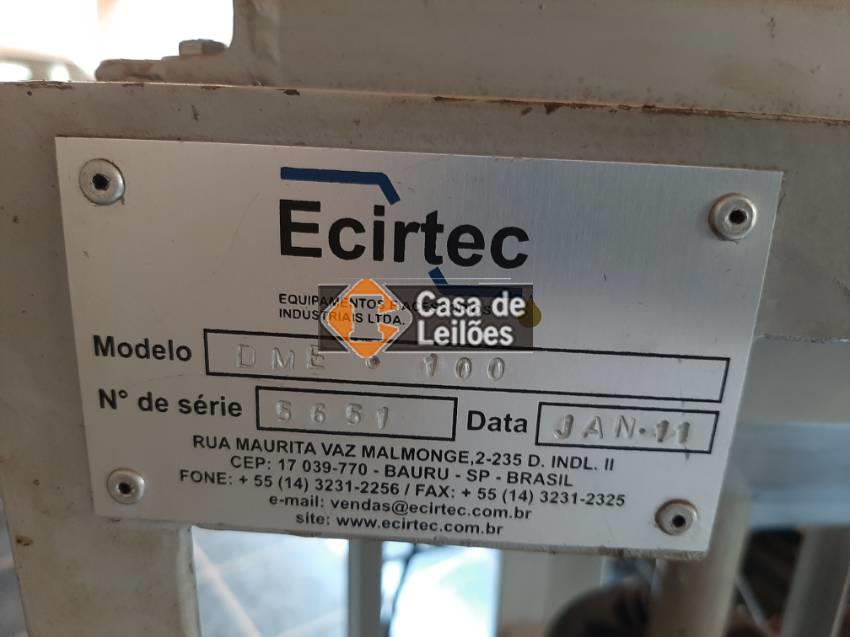 Ecirtec
EQUIPAMENTOS E ACESSÓRIOS
INDUSTRIAIS LTDA.
Casa de
Leilões
Modelo DME • 100
N° de série 5651 Data JAN•11
RUA MAURITA VAZ MALMONGE,2-235 D. INDL. II
CEP: 17 039-770 - BAURU - SP - BRASIL
FONE: + 55 (14) 3231-2256 / FAX: + 55 (14) 3231-2325
e-mail: vendas@ecirtec.com.br
site: www.ecirtec.com.br